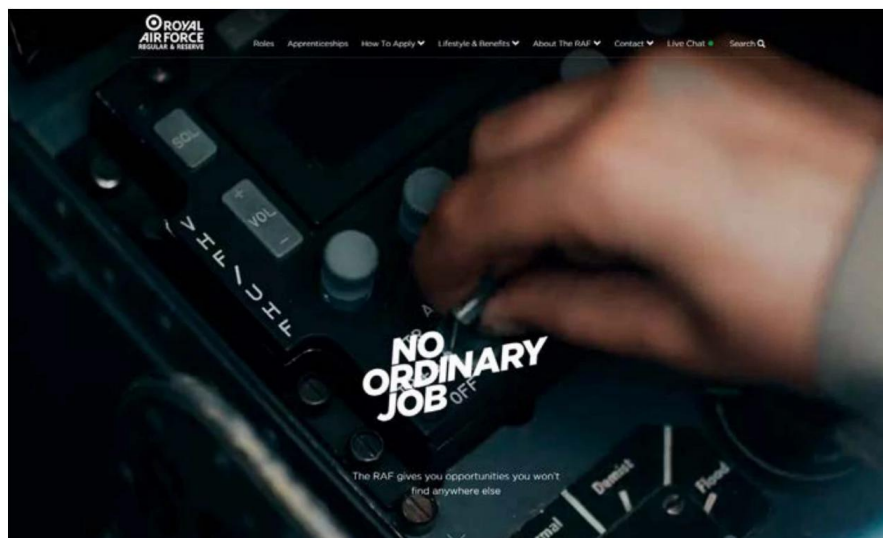 ROYAL
AIR FORCE
REGULAR & RESERVE
Roles Apprenticeships How To Apply Lifestyle & Benefits About The RAF Contact Live Chat Search
SQL
+
VOL
-
V/UHF
NO
ORDINARY
JOB
OFF
The RAF gives you opportunities you won't
find anywhere else
Demist
Flood